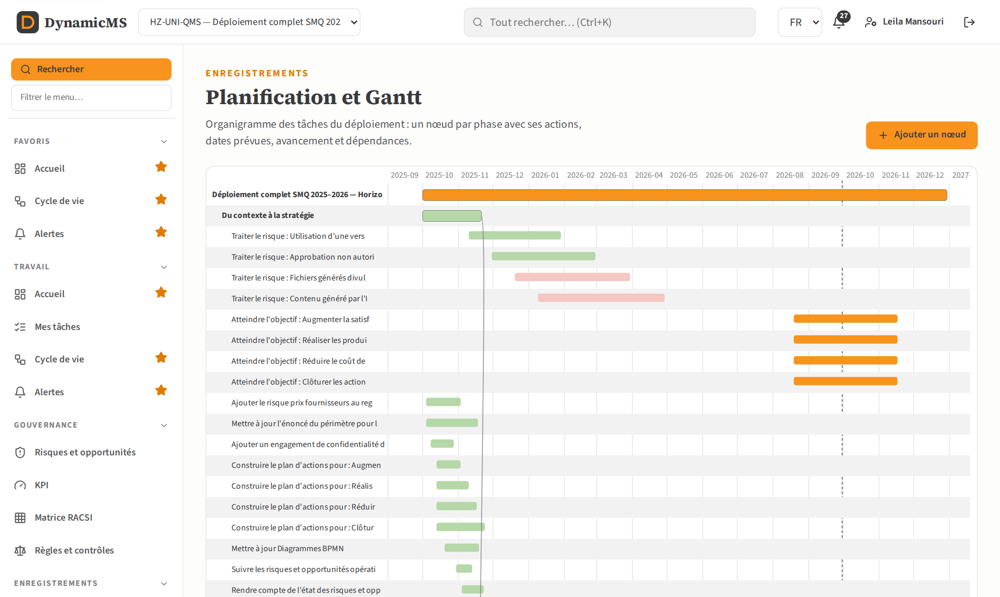 DynamicMS
HZ-UNI-QMS — Déploiement complet SMQ 202
Tout rechercher… (Ctrl+K)
FR
27
Leila Mansouri
Rechercher
Filtrer le menu…
FAVORIS
Accueil
Cycle de vie
Alertes
TRAVAIL
Accueil
Mes tâches
Cycle de vie
Alertes
GOUVERNANCE
Risques et opportunités
KPI
Matrice RACSI
Règles et contrôles
ENREGISTREMENTS
ENREGISTREMENTS
Planification et Gantt
Organigramme des tâches du déploiement : un nœud par phase avec ses actions,
dates prévues, avancement et dépendances.
Ajouter un nœud
2025-09 2025-10 2025-11 2025-12 2026-01 2026-02 2026-03 2026-04 2026-05 2026-06 2026-07 2026-08 2026-09 2026-10 2026-11 2026-12 2027-
Déploiement complet SMQ 2025–2026 — Horizo
Du contexte à la stratégie
Traiter le risque : Utilisation d'une vers
Traiter le risque : Approbation non autori
Traiter le risque : Fichiers générés divul
Traiter le risque : Contenu généré par l'I
Atteindre l'objectif : Augmenter la satisf
Atteindre l'objectif : Réaliser les produi
Atteindre l'objectif : Réduire le coût de
Atteindre l'objectif : Clôturer les action
Ajouter le risque prix fournisseurs au reg
Mettre à jour l'énoncé du périmètre pour l
Ajouter un engagement de confidentialité d
Construire le plan d'actions pour : Augmen
Construire le plan d'actions pour : Réalis
Construire le plan d'actions pour : Réduir
Construire le plan d'actions pour : Clôtur
Mettre à jour Diagrammes BPMN
Suivre les risques et opportunités opérati
Rendre compte de l'état des risques et opp